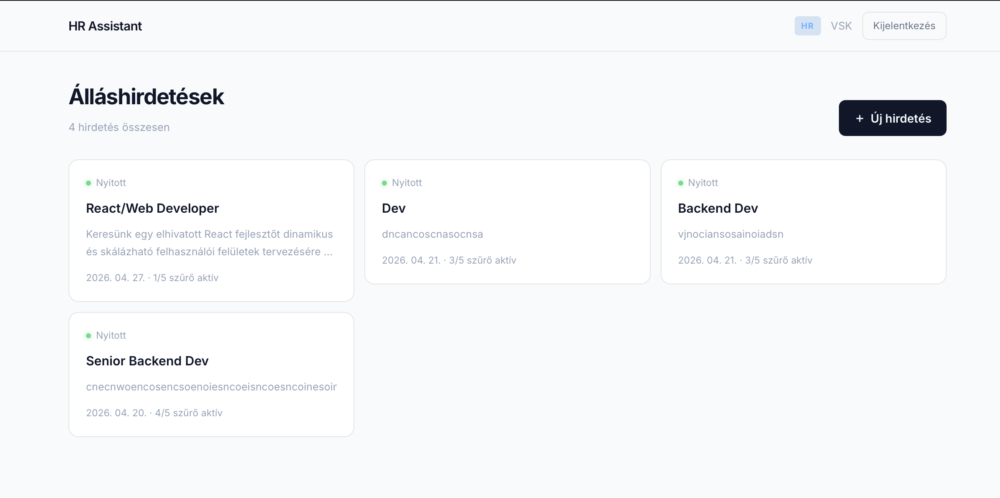 HR Assistant
HR VSK Kijelentkezés
Álláshirdetések
4 hirdetés összesen
+ Új hirdetés
Nyitott
React/Web Developer
Keresünk egy elhivatott React fejlesztőt dinamikus
és skálázható felhasználói felületek tervezésére ...
2026. 04. 27. · 1/5 szűrő aktív
Nyitott
Dev
dncancoscnasocnsa
2026. 04. 21. · 3/5 szűrő aktív
Nyitott
Backend Dev
vjnociansosainoiadsn
2026. 04. 21. · 3/5 szűrő aktív
Nyitott
Senior Backend Dev
cnecnwoencosencsoenoiesncoeisncoesncoinesoir
2026. 04. 20. · 4/5 szűrő aktív